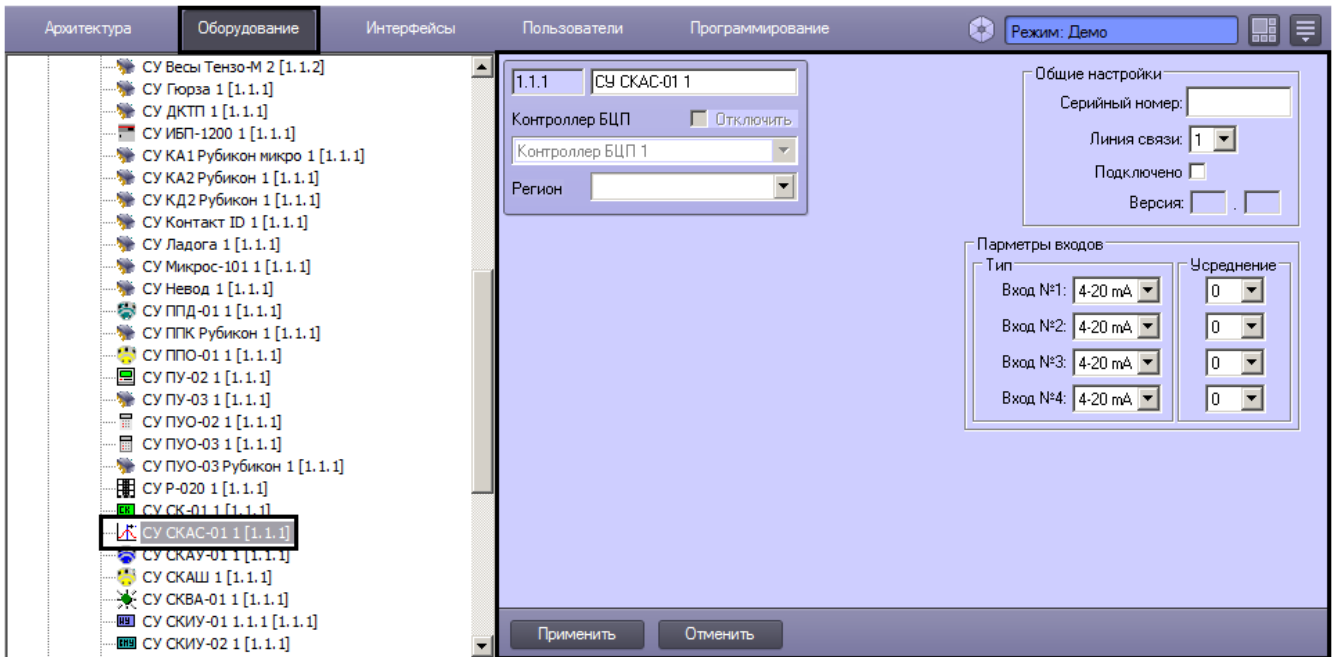 Архитектура Оборудование Интерфейсы Пользователи Программирование Режим: Демо
СУ Весы Тензо-М 2 [1.1.2]
СУ Гюрза 1 [1.1.1]
СУ ДКТП 1 [1.1.1]
СУ ИБП-1200 1 [1.1.1]
СУ КА1 Рубикон микро 1 [1.1.1]
СУ КА2 Рубикон 1 [1.1.1]
СУ КД2 Рубикон 1 [1.1.1]
СУ Контакт ID 1 [1.1.1]
СУ Ладога 1 [1.1.1]
СУ Микрос-101 1 [1.1.1]
СУ Невод 1 [1.1.1]
СУ ППД-01 1 [1.1.1]
СУ ППК Рубикон 1 [1.1.1]
СУ ППО-01 1 [1.1.1]
СУ ПУ-02 1 [1.1.1]
СУ ПУ-03 1 [1.1.1]
СУ ПУО-02 1 [1.1.1]
СУ ПУО-03 1 [1.1.1]
СУ ПУО-03 Рубикон 1 [1.1.1]
СУ Р-020 1 [1.1.1]
СУ СК-01 1 [1.1.1]
СУ СКАС-01 1 [1.1.1]
СУ СКАУ-01 1 [1.1.1]
СУ СКАШ 1 [1.1.1]
СУ СКВА-01 1 [1.1.1]
СУ СКИУ-01 1.1.1 [1.1.1]
СУ СКИУ-02 1 [1.1.1]
1.1.1 СУ СКАС-01 1
Контроллер БЦП Отключить
Контроллер БЦП 1
Регион
Общие настройки
Серийный номер:
Линия связи: 1
Подключено
Версия: .
Парметры входов
Тип Усреднение
Вход №1: 4-20 mA 0
Вход №2: 4-20 mA 0
Вход №3: 4-20 mA 0
Вход №4: 4-20 mA 0
Применить Отменить